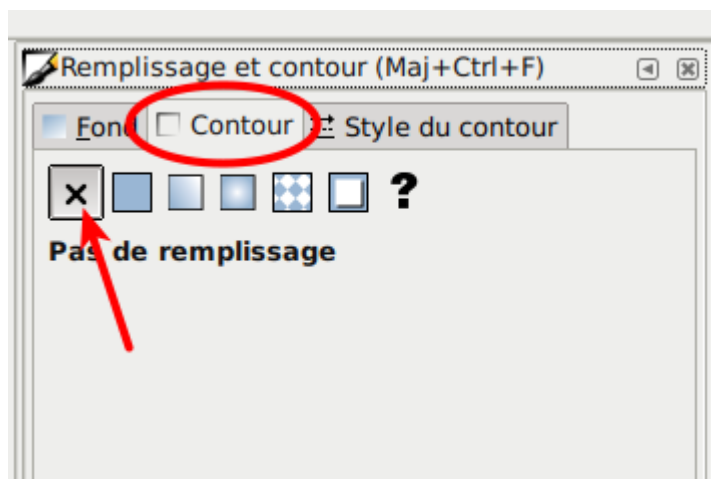 Remplissage et contour (Maj+Ctrl+F)
Fond Contour Style du contour
?
Pas de remplissage